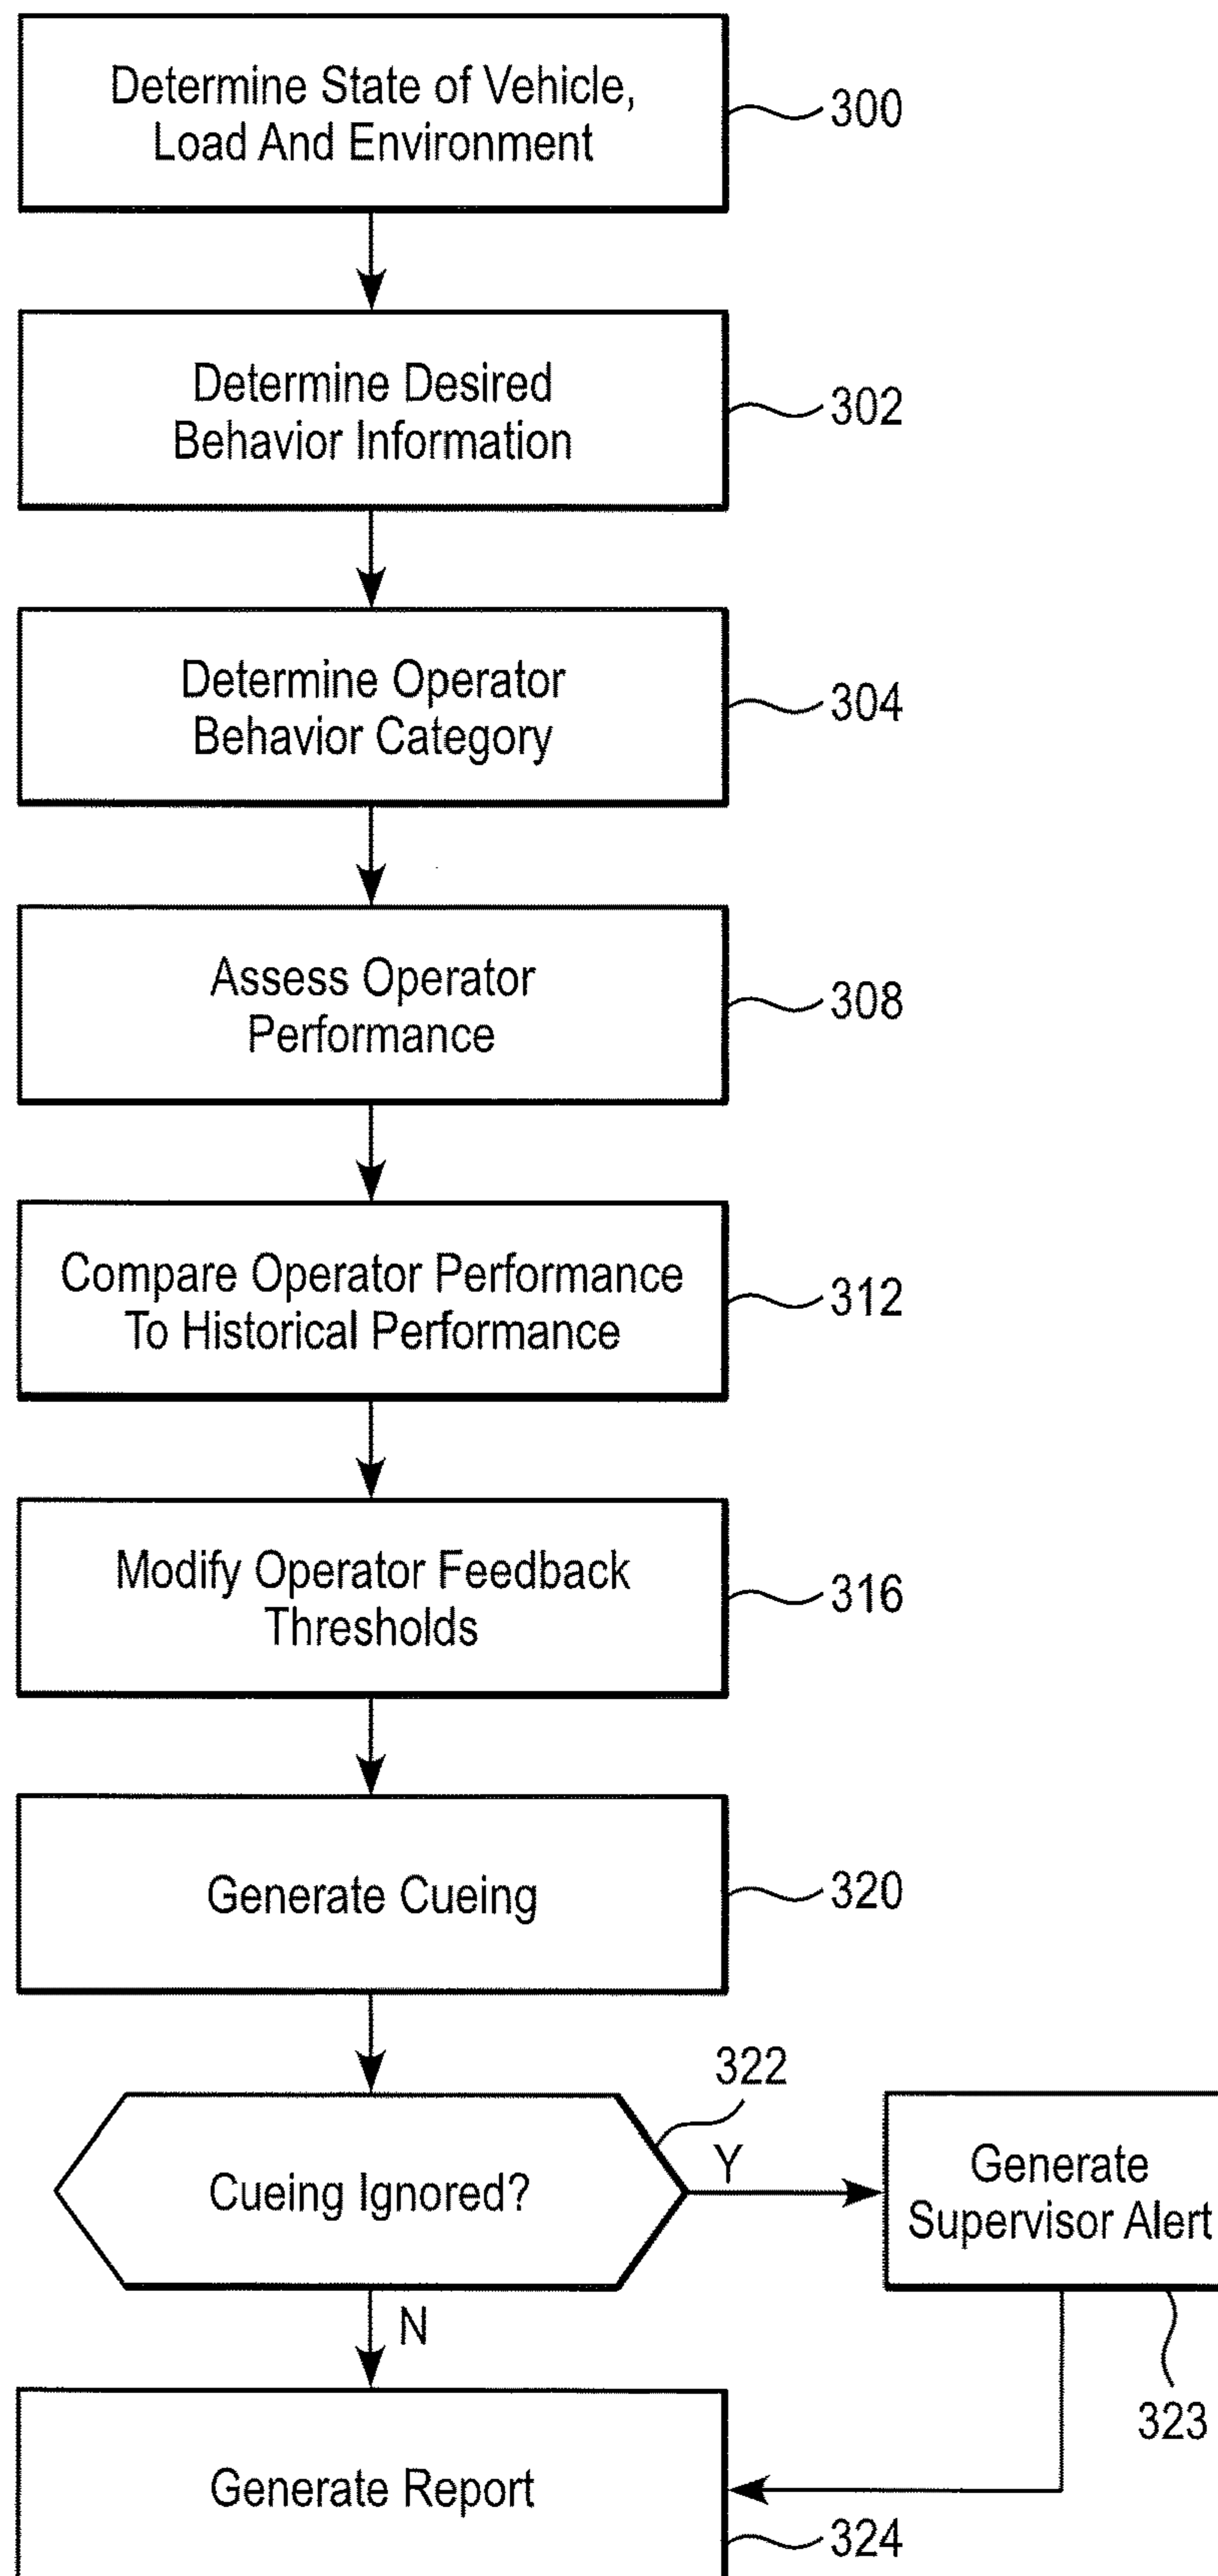 Determine State of Vehicle,
Load And Environment
300
Determine Desired
Behavior Information
302
Determine Operator
Behavior Category
304
Assess Operator
Performance
308
Compare Operator Performance
To Historical Performance
312
Modify Operator Feedback
Thresholds
316
Generate Cueing
320
322
Cueing Ignored?
Y
Generate
Supervisor Alert
323
N
Generate Report
324